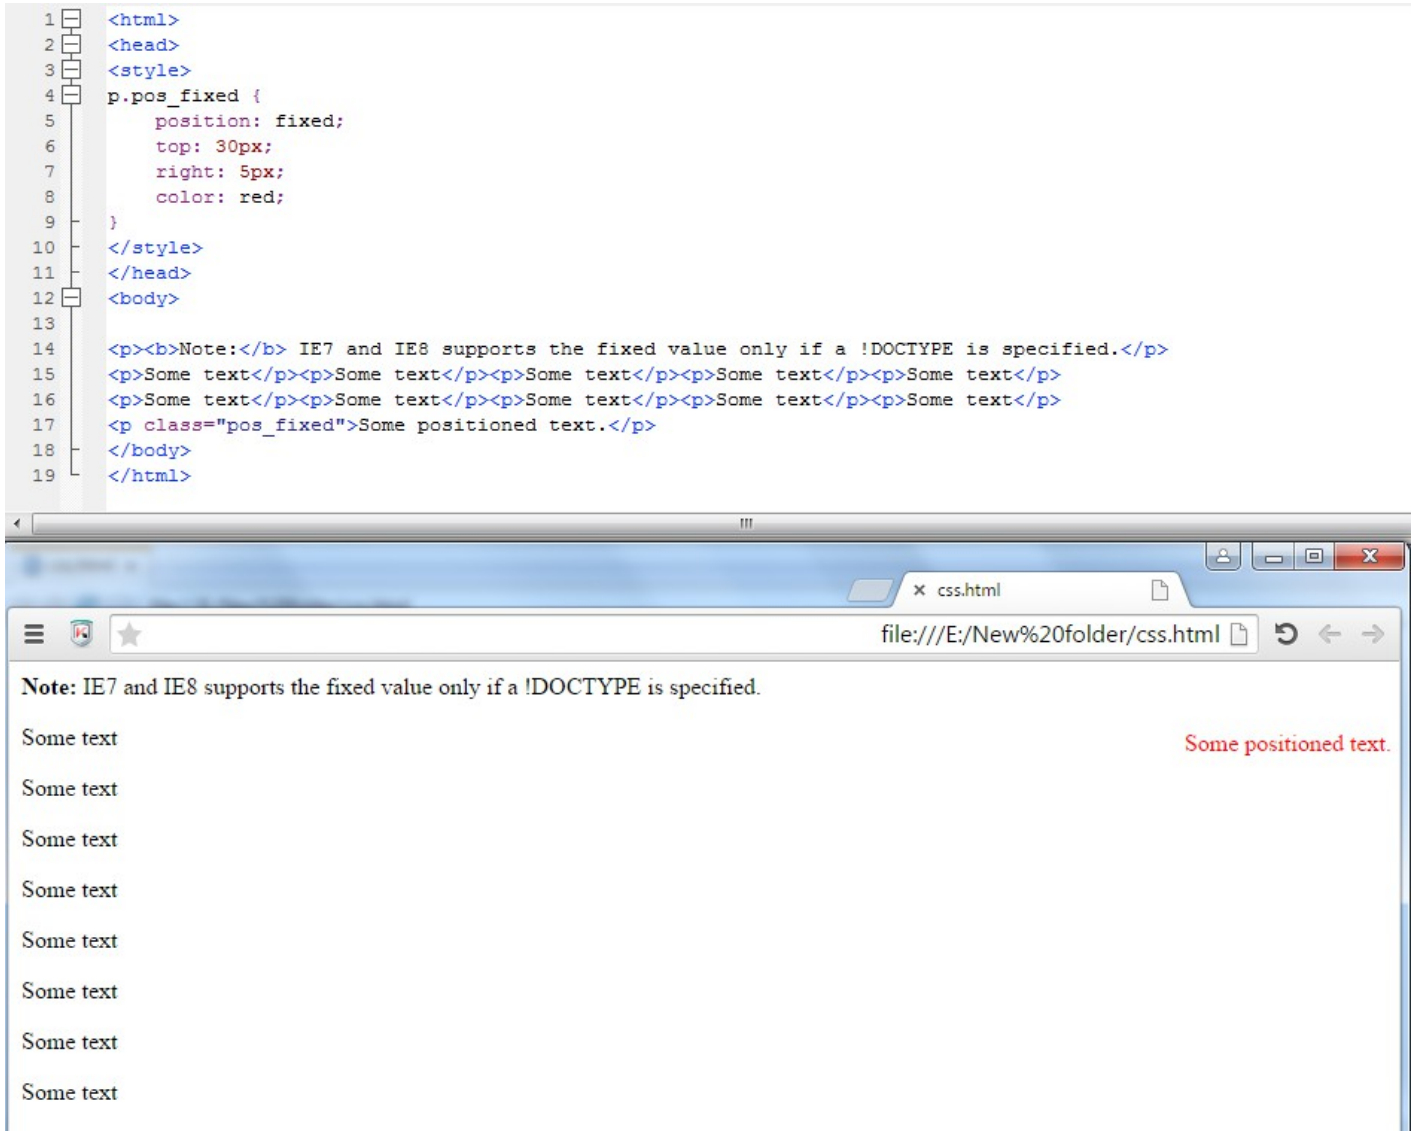 1 <html>
2 <head>
3 <style>
4 p.pos_fixed {
5 position: fixed;
6 top: 30px;
7 right: 5px;
8 color: red;
9 }
10 </style>
11 </head>
12 <body>
13
14 <p><b>Note:</b> IE7 and IE8 supports the fixed value only if a !DOCTYPE is specified.</p>
15 <p>Some text</p><p>Some text</p><p>Some text</p><p>Some text</p><p>Some text</p>
16 <p>Some text</p><p>Some text</p><p>Some text</p><p>Some text</p><p>Some text</p>
17 <p class="pos_fixed">Some positioned text.</p>
18 </body>
19 </html>
css.html
file:///E:/New%20folder/css.html
Note: IE7 and IE8 supports the fixed value only if a !DOCTYPE is specified.
Some text
Some positioned text.
Some text
Some text
Some text
Some text
Some text
Some text
Some text